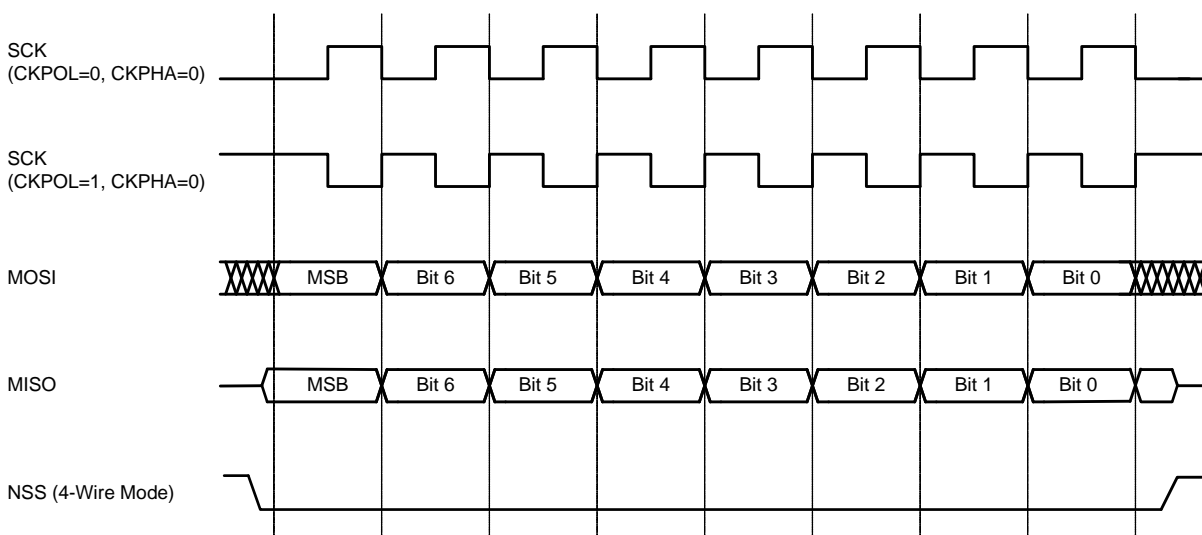 SCK
(CKPOL=0, CKPHA=0)
SCK
(CKPOL=1, CKPHA=0)
MOSI
MSB Bit 6 Bit 5 Bit 4 Bit 3 Bit 2 Bit 1 Bit 0
MISO
MSB Bit 6 Bit 5 Bit 4 Bit 3 Bit 2 Bit 1 Bit 0
NSS (4-Wire Mode)